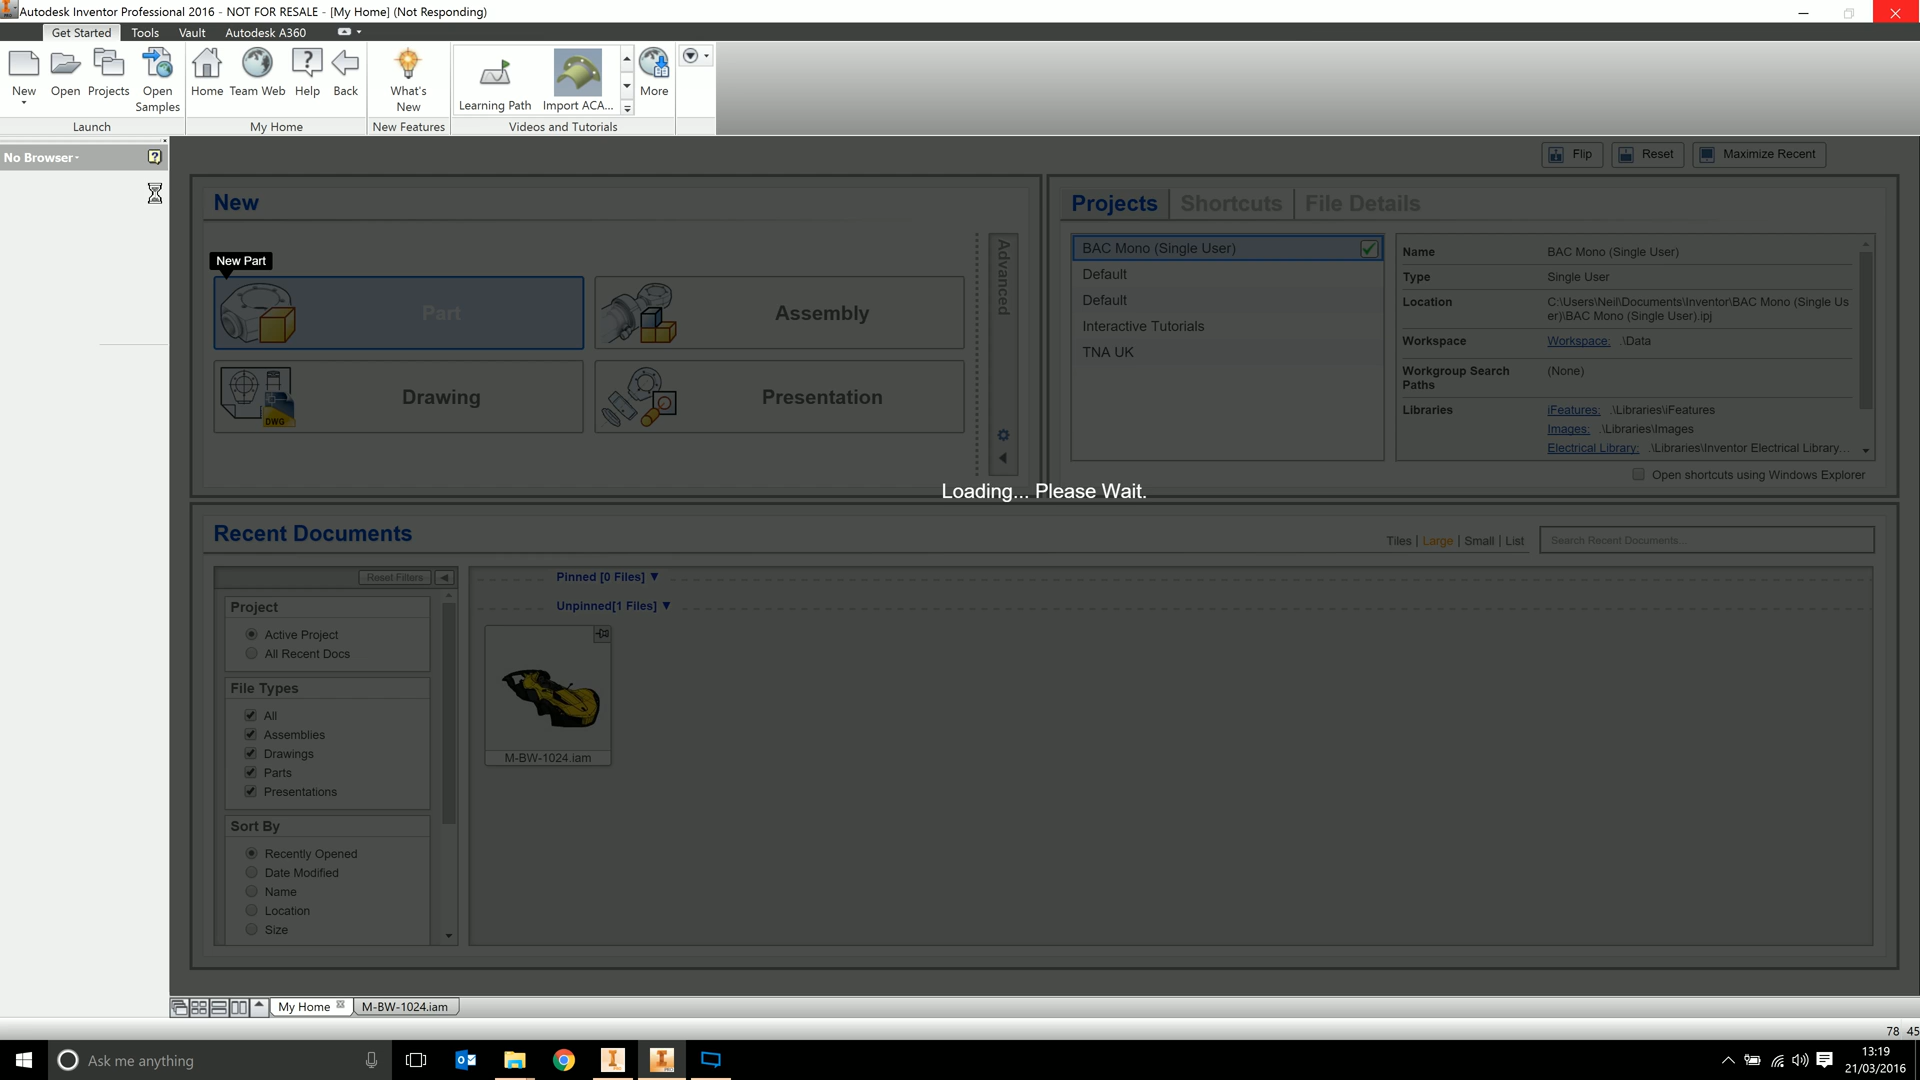 Autodesk Inventor Professional 2016 - NOT FOR RESALE - [My Home] (Not Responding)
Get Started Tools Vault Autodesk A360
New Open Projects Open Samples Home Team Web Help Back What's New Learning Path Import ACA... More
Launch My Home New Features Videos and Tutorials
No Browser
Flip Reset Maximize Recent
New
New Part
Part
Assembly
Drawing
DWG
Presentation
Advanced
Projects Shortcuts File Details
BAC Mono (Single User)
Default
Default
Interactive Tutorials
TNA UK
Name BAC Mono (Single User)
Type Single User
Location C:\Users\Neil\Documents\Inventor\BAC Mono (Single Us
er)\BAC Mono (Single User).ipj
Workspace Workspace: .\Data
Workgroup Search (None)
Paths
Libraries iFeatures: .\Libraries\iFeatures
Images: .\Libraries\Images
Electrical Library: .\Libraries\Inventor Electrical Library...
Open shortcuts using Windows Explorer
Loading... Please Wait.
Recent Documents
Tiles | Large | Small | List Search Recent Documents...
Reset Filters
Project
Active Project
All Recent Docs
File Types
All
Assemblies
Drawings
Parts
Presentations
Sort By
Recently Opened
Date Modified
Name
Location
Size
Pinned [0 Files]
Unpinned[1 Files]
M-BW-1024.iam
My Home M-BW-1024.iam
78 45
Ask me anything
13:19
21/03/2016